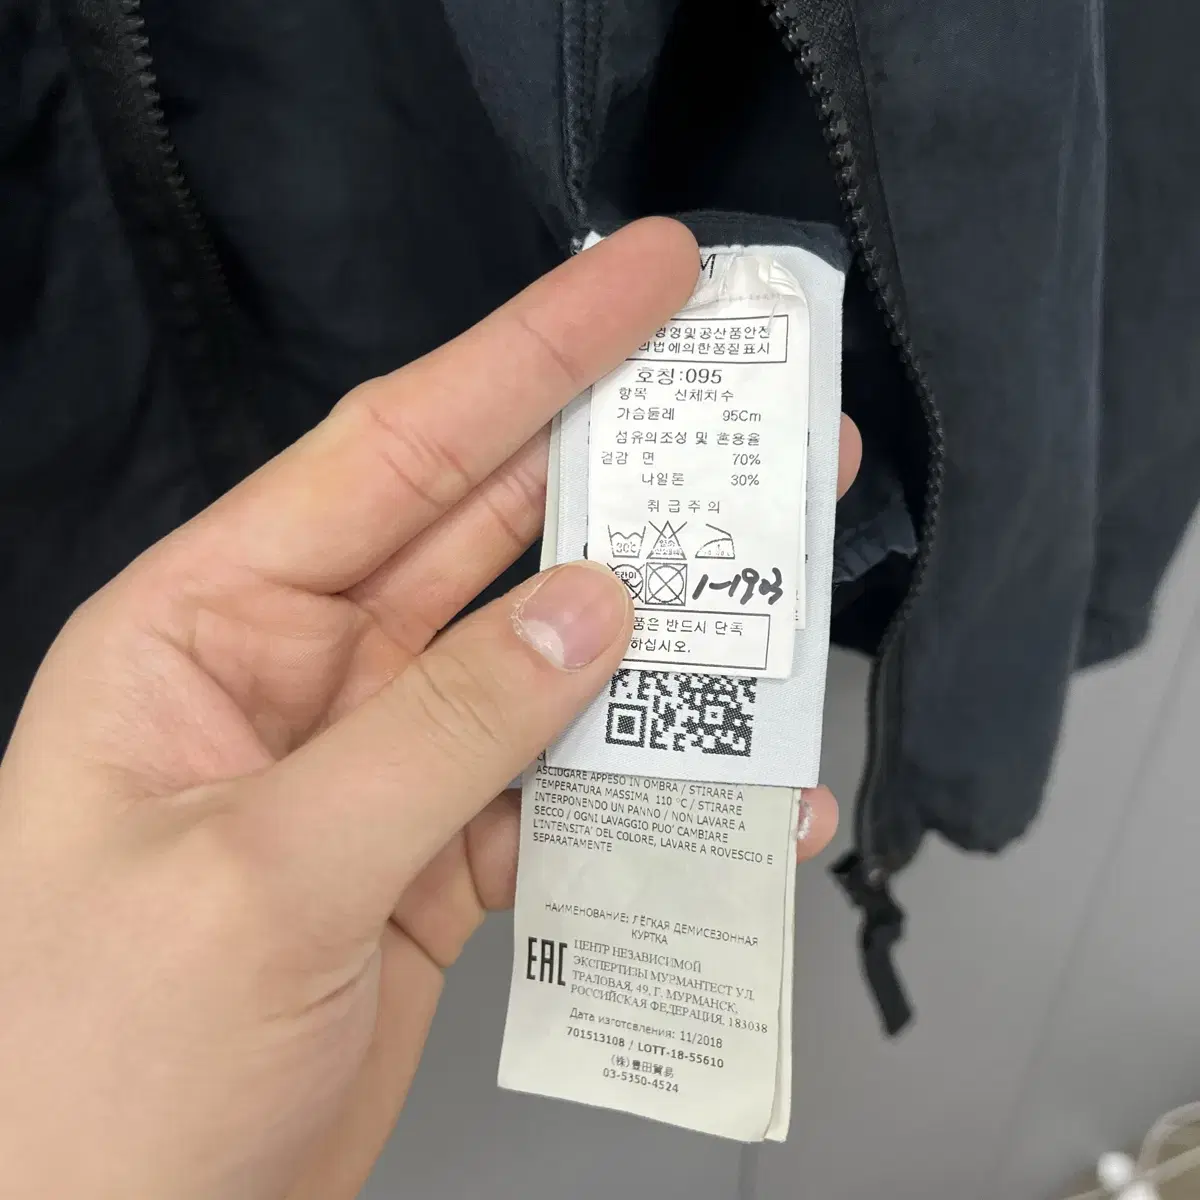 M
경영및공산품안전
리법에의한품질표시
호칭:095
항목 신체치수
가슴둘레 95Cm
섬유의조성 및 혼용율
겉감 면 70%
나일론 30%
취급주의
30℃
1-193
품은 반드시 단독
하십시오.
ASCIUGARE APPESO IN OMBRA / STIRARE A
TEMPERATURA MASSIMA 110 °C / STIRARE
INTERPONENDO UN PANNO / NON LAVARE A
SECCO / OGNI LAVAGGIO PUO' CAMBIARE
L'INTENSITA' DEL COLORE, LAVARE A ROVESCIO E
SEPARATAMENTE
НАИМЕНОВАНИЕ: ЛЁГКАЯ ДЕМИСЕЗОННАЯ
КУРТКА
EAC
ЦЕНТР НЕЗАВИСИМОЙ
ЭКСПЕРТИЗЫ МУРМАНТЕСТ УЛ.
ТРАЛОВАЯ, 49, Г. МУРМАНСК,
РОССИЙСКАЯ ФЕДЕРАЦИЯ, 183038
Дата изготовления: 11/2018
701513108 / LOTT-18-55610
(株)豊田貿易
03-5350-4524